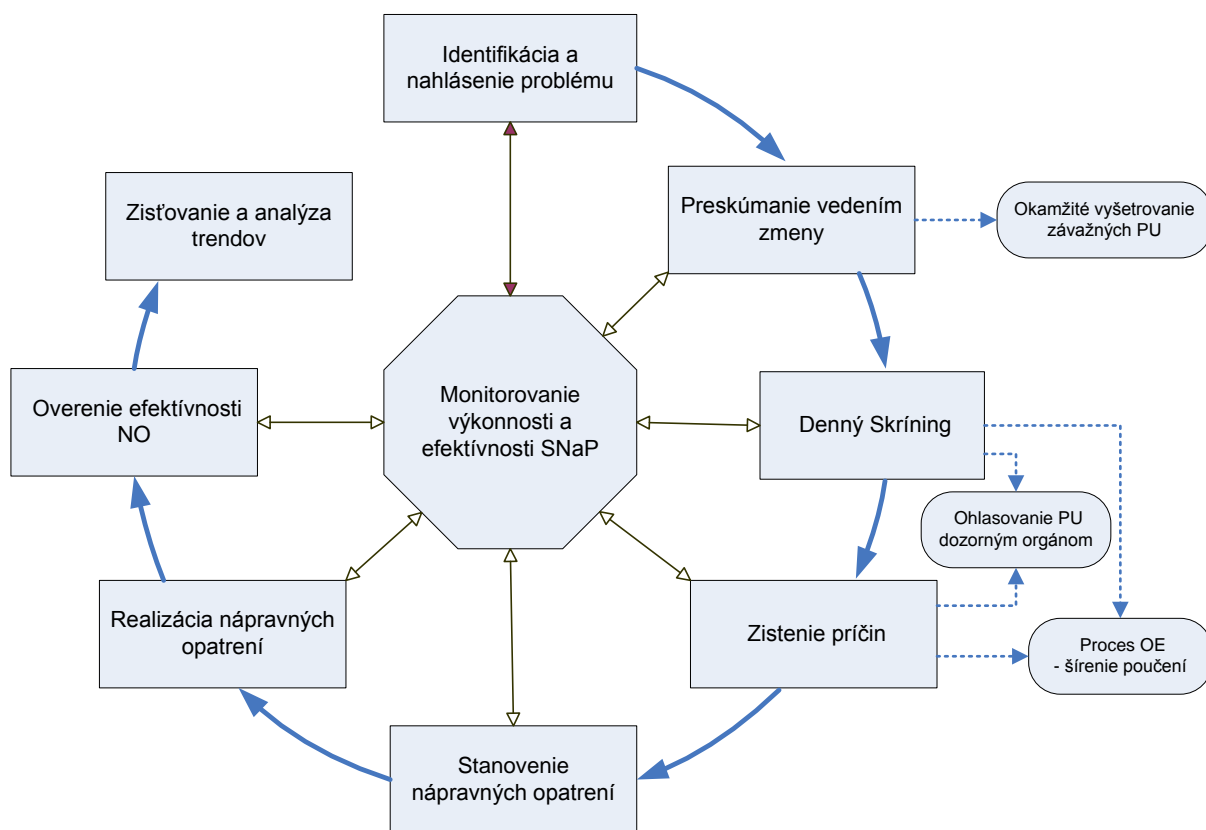 Identifikácia a
nahlásenie problému
Zisťovanie a analýza
trendov
Preskúmanie vedením
zmeny
Okamžité vyšetrovanie
závažných PU
Overenie efektívnosti
NO
Monitorovanie
výkonnosti a
efektívnosti SNaP
Denný Skríning
Ohlasovanie PU
dozorným orgánom
Realizácia nápravných
opatrení
Zistenie príčin
Proces OE
- šírenie poučení
Stanovenie
nápravných opatrení